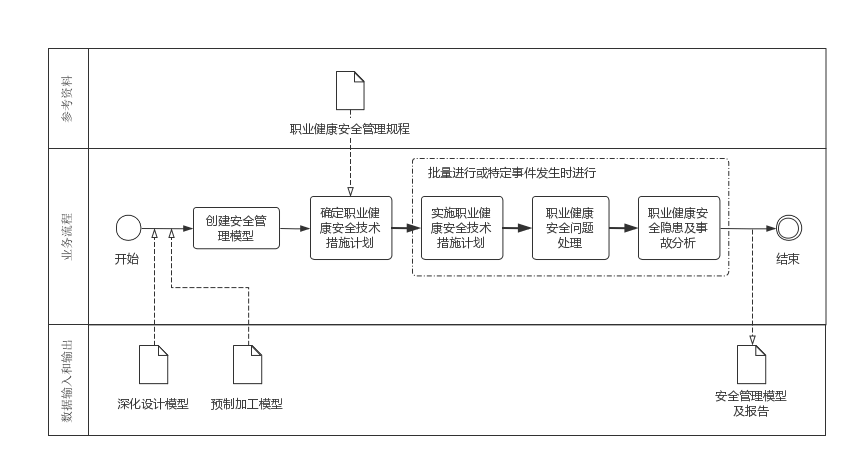 参考资料
职业健康安全管理规程
业务流程
批量进行或特定事件发生时进行
开始
创建安全管
理模型
确定职业健
康安全技术
措施计划
实施职业健
康安全技术
措施计划
职业健康
安全问题
处理
职业健康安
全隐患及事
故分析
结束
数据输入和输出
深化设计模型
预制加工模型
安全管理模型
及报告